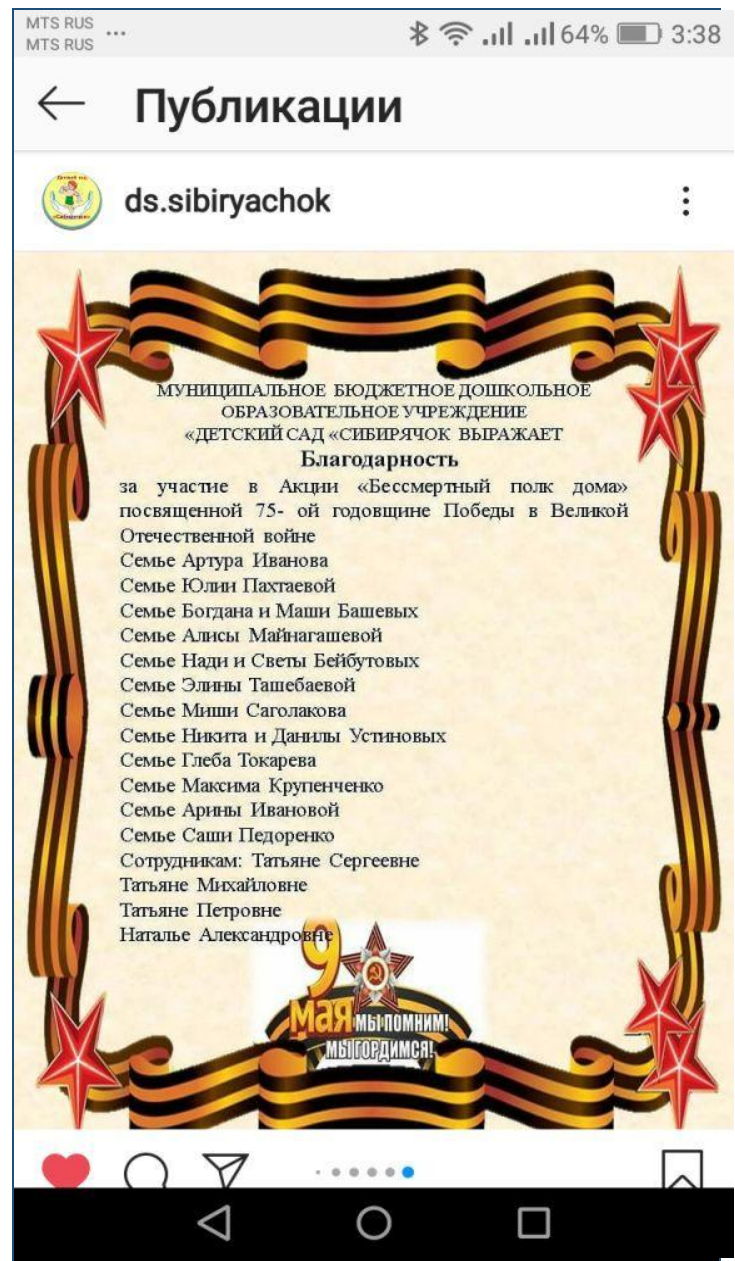 MTS RUS
MTS RUS
64% 3:38
Публикации
ds.sibiryachok
МУНИЦИПАЛЬНОЕ БЮДЖЕТНОЕ ДОШКОЛЬНОЕ
ОБРАЗОВАТЕЛЬНОЕ УЧРЕЖДЕНИЕ
«ДЕТСКИЙ САД «СИБИРЯЧОК ВЫРАЖАЕТ
Благодарность
за участие в Акции «Бессмертный полк дома»
посвященной 75- ой годовщине Победы в Великой
Отечественной войне
Семье Артура Иванова
Семье Юлии Пахтаевой
Семье Богдана и Маши Башевых
Семье Алисы Майнагашевой
Семье Нади и Светы Бейбутовых
Семье Элины Ташебаевой
Семье Миши Саголакова
Семье Никита и Данилы Устиновых
Семье Глеба Токарева
Семье Максима Крупенченко
Семье Арины Ивановой
Семье Саши Педоренко
Сотрудникам: Татьяне Сергеевне
Татьяне Михайловне
Татьяне Петровне
Наталье Александровне
9
мая мы помним!
мы гордимся!